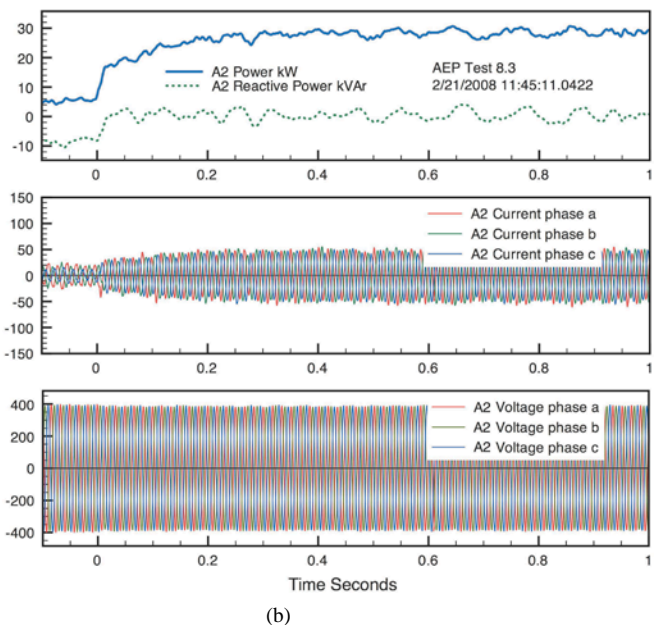 30
20
10
0
-10
A2 Power kW
A2 Reactive Power kVAr
AEP Test 8.3
2/21/2008 11:45:11.0422
0 0.2 0.4 0.6 0.8 1
150
100
50
0
-50
-100
-150
A2 Current phase a
A2 Current phase b
A2 Current phase c
0 0.2 0.4 0.6 0.8 1
400
200
0
-200
-400
A2 Voltage phase a
A2 Voltage phase b
A2 Voltage phase c
0 0.2 0.4 0.6 0.8 1
Time Seconds
(b)